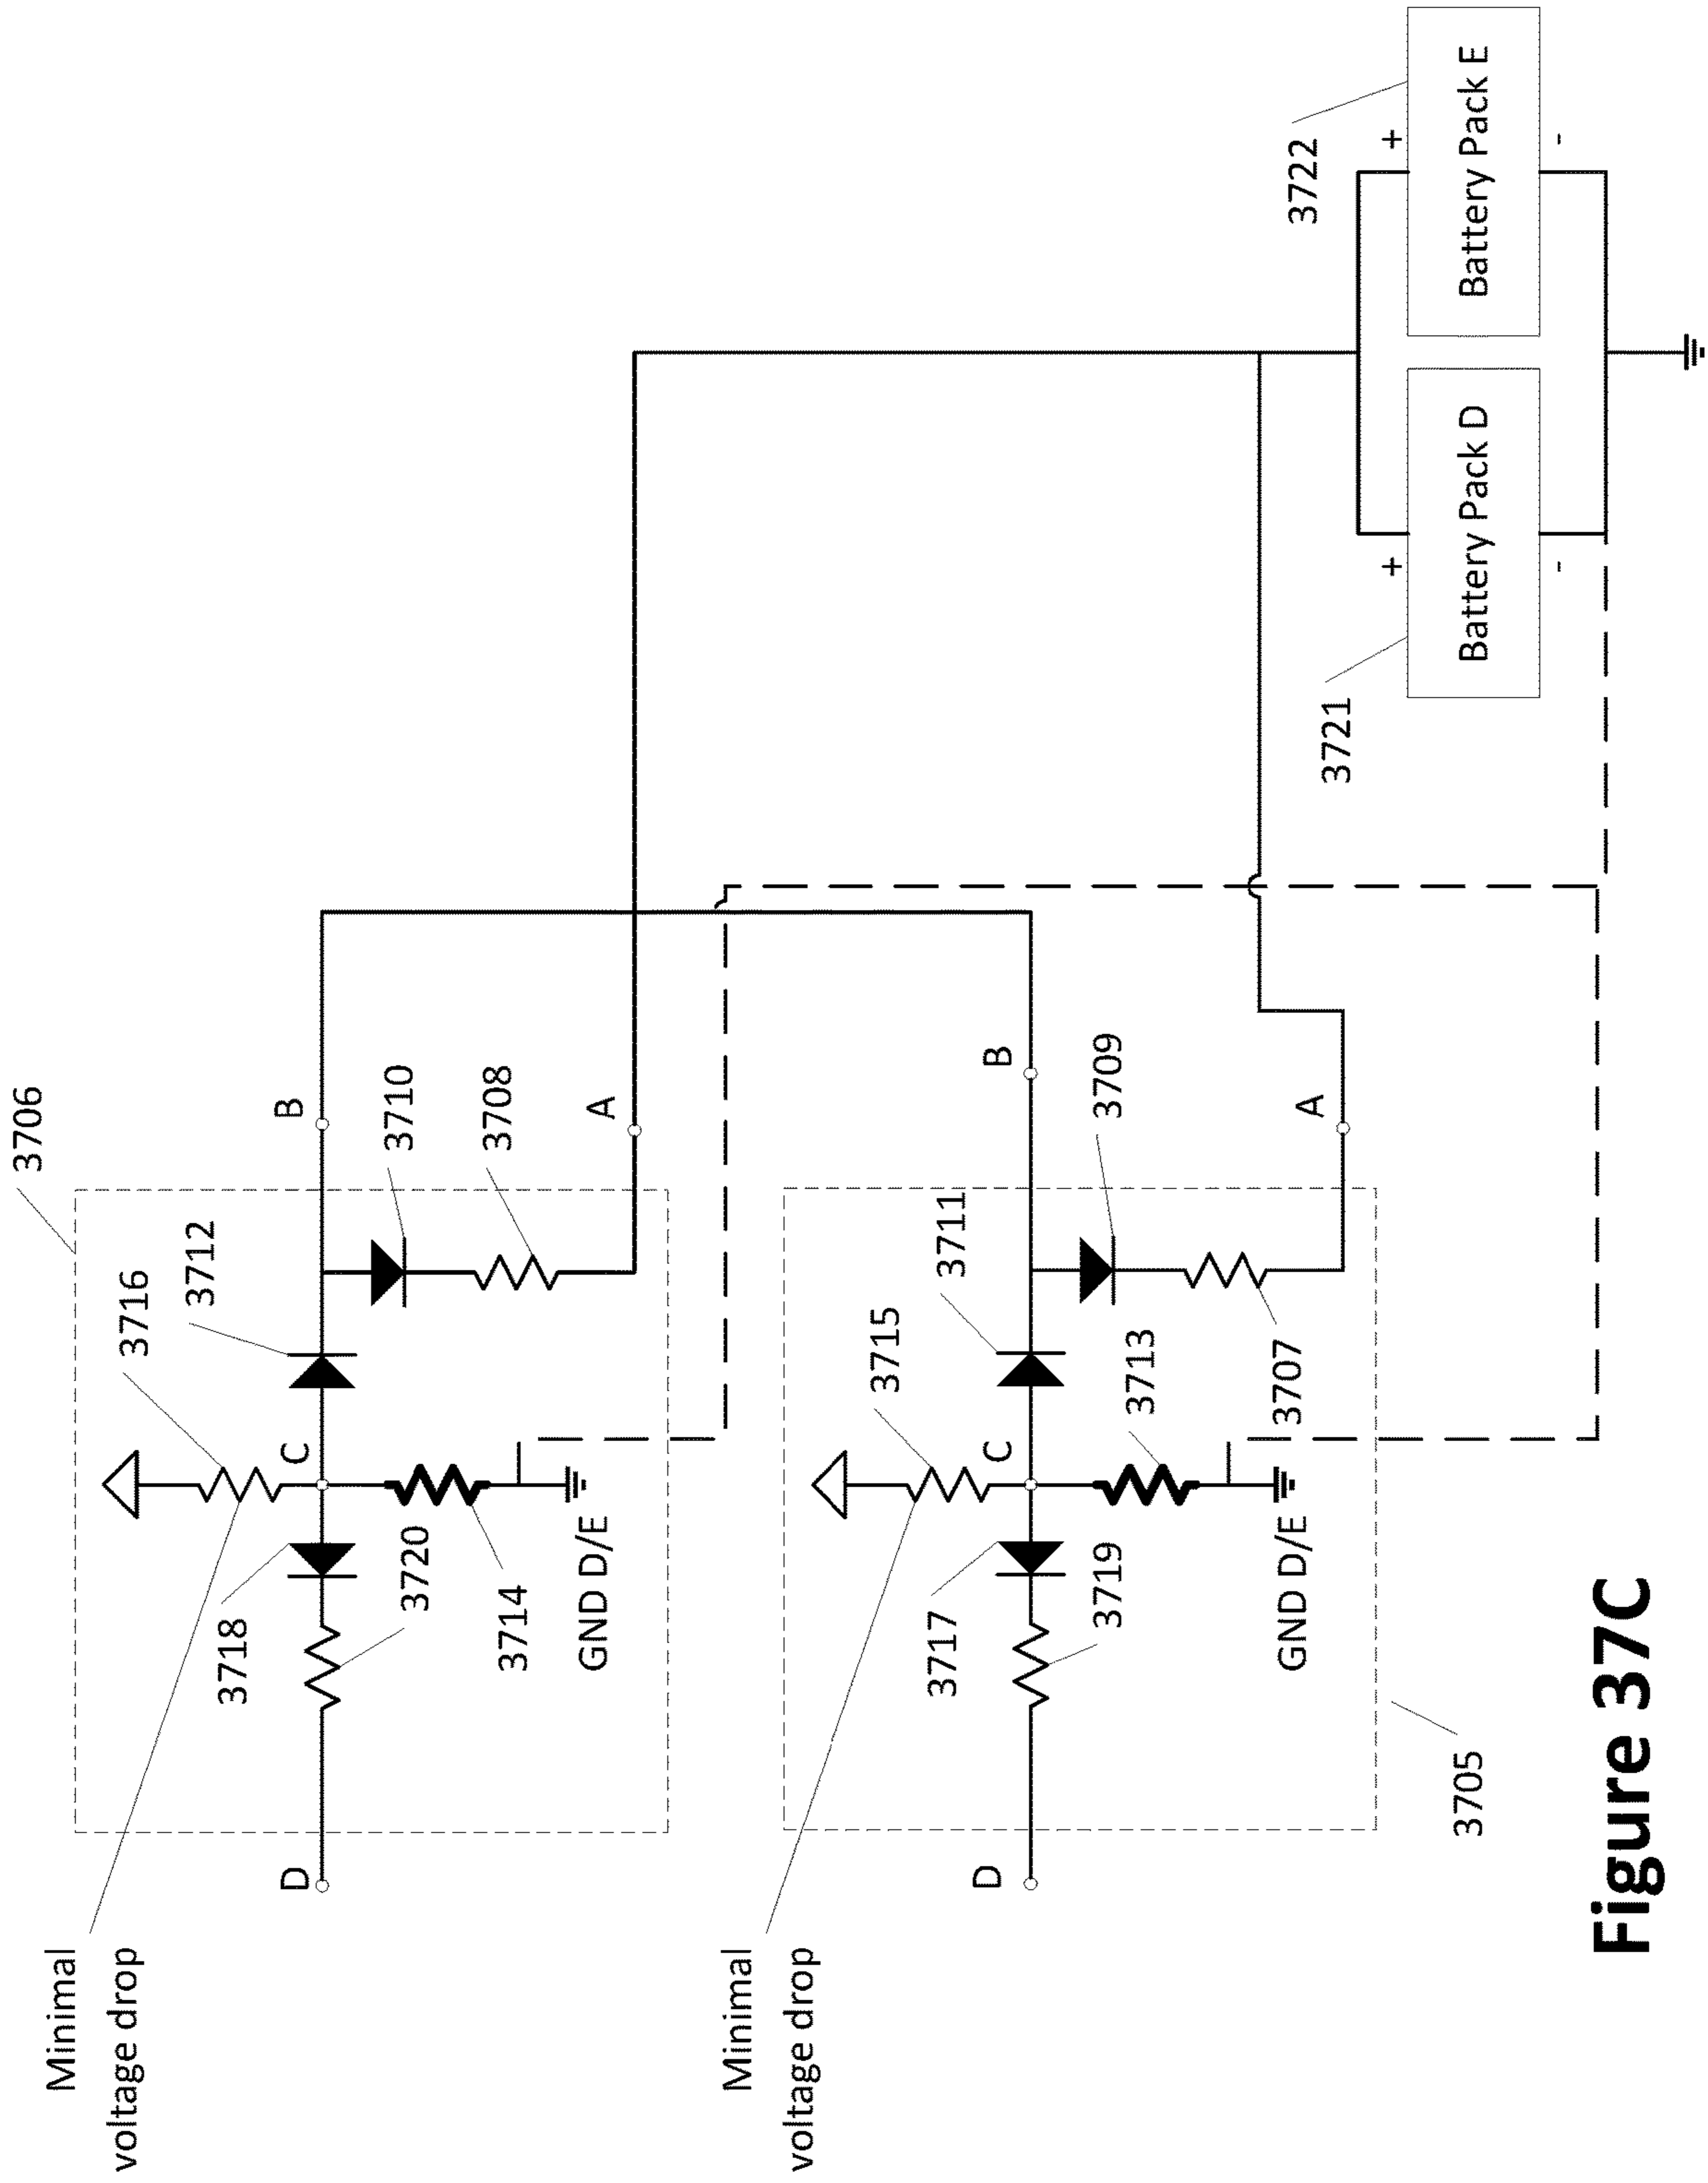 Minimal
voltage drop
3706
3716
3712
B
3710
3708
A
C
3718
3720
3714
GND D/E
D
Minimal
voltage drop
3715
3711
B
3709
A
C
3713
3707
3717
3719
GND D/E
D
3705
3722
3721
+
+
Battery Pack D
Battery Pack E
-
-
Figure 37C